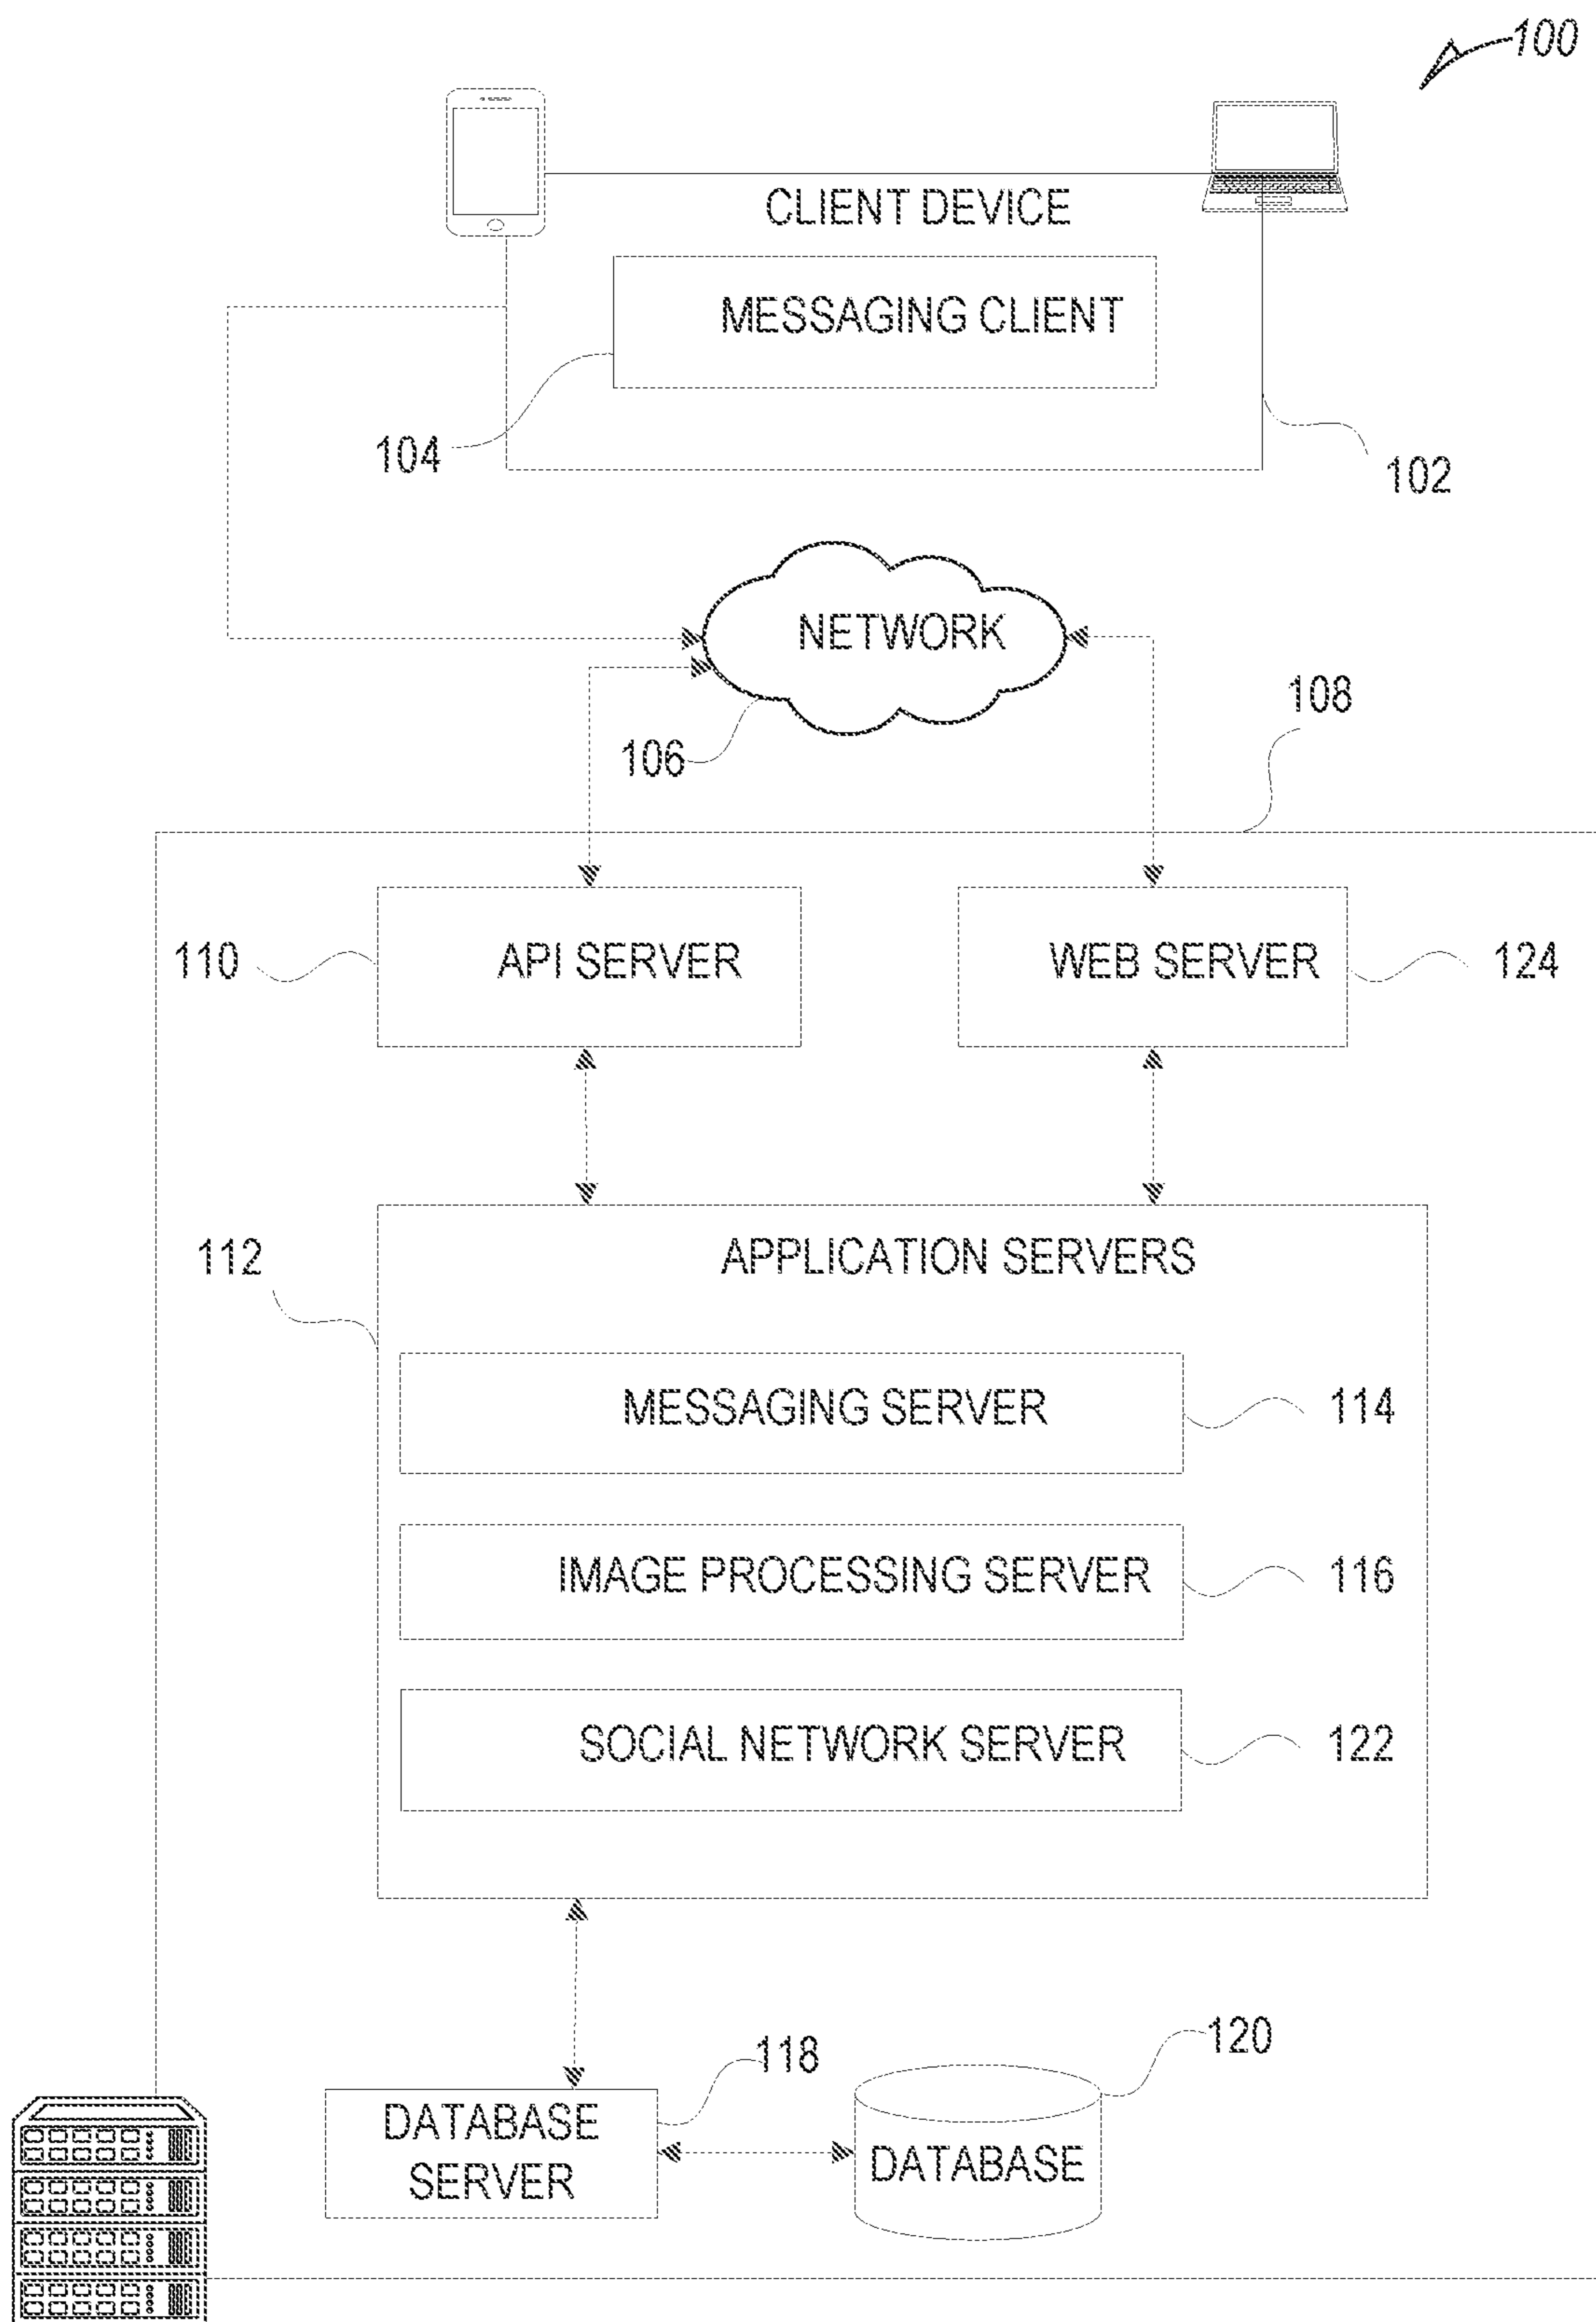 100
CLIENT DEVICE
MESSAGING CLIENT
104
102
NETWORK
106
108
110
API SERVER
WEB SERVER
124
112
APPLICATION SERVERS
MESSAGING SERVER
114
IMAGE PROCESSING SERVER
116
SOCIAL NETWORK SERVER
122
118
120
DATABASE
SERVER
DATABASE